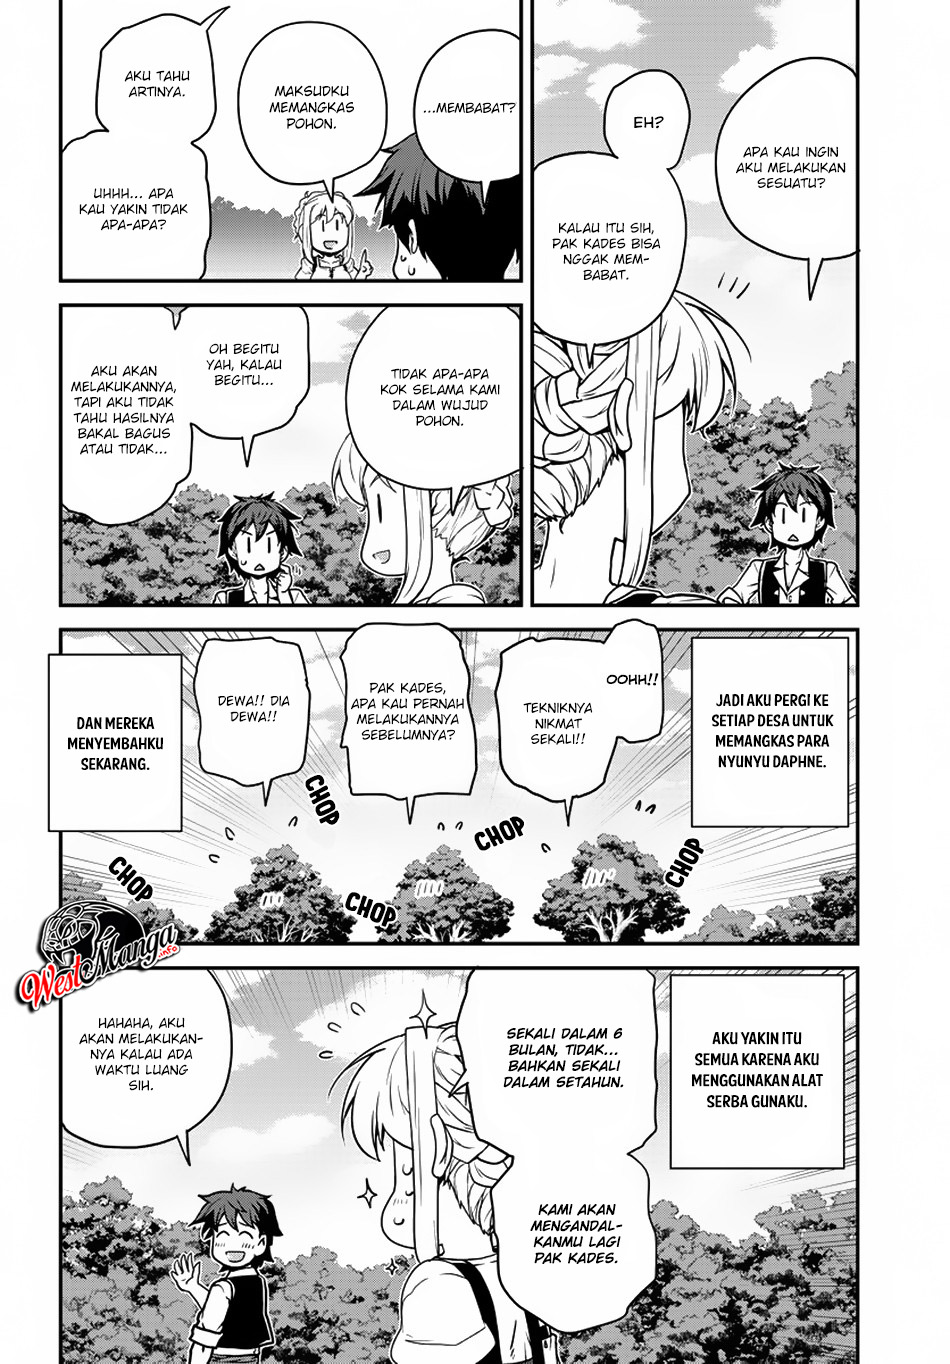 APA KAU INGIN
AKU MELAKUKAN
SESUATU?
EH?
KALAU ITU SIH,
PAK KADES BISA
NGGAK MEM-
BABAT.
...MEMBABAT?
MAKSUDKU
MEMANGKAS
POHON.
AKU TAHU
ARTINYA.
UHHH... APA
KAU YAKIN TIDAK
APA-APA?
TIDAK APA-APA
KOK SELAMA KAMI
DALAM WUJUD
POHON.
OH BEGITU
YAH, KALAU
BEGITU...
AKU AKAN
MELAKUKANNYA,
TAPI AKU TIDAK
TAHU HASILNYA
BAKAL BAGUS
ATAU TIDAK...
JADI AKU PERGI KE
SETIAP DESA UNTUK
MEMANGKAS PARA
NYUNYU DAPHNE.
OOHH!!
TEKNIKNYA
NIKMAT
SEKALI!!
PAK KADES,
APA KAU PERNAH
MELAKUKANNYA
SEBELUMNYA?
DEWA!! DIA
DEWA!!
DAN MEREKA
MENYEMBAHKU
SEKARANG.
CHOP
CHOP
CHOP
CHOP
CHOP
WestManga
.info
AKU YAKIN ITU
SEMUA KARENA AKU
MENGGUNAKAN ALAT
SERBA GUNAKU.
SEKALI DALAM 6
BULAN, TIDAK...
BAHKAN SEKALI
DALAM SETAHUN.
KAMI AKAN
MENGANDAL-
KANMU LAGI
PAK KADES.
HAHAHA, AKU
AKAN MELAKUKAN-
NYA KALAU ADA
WAKTU LUANG
SIH.